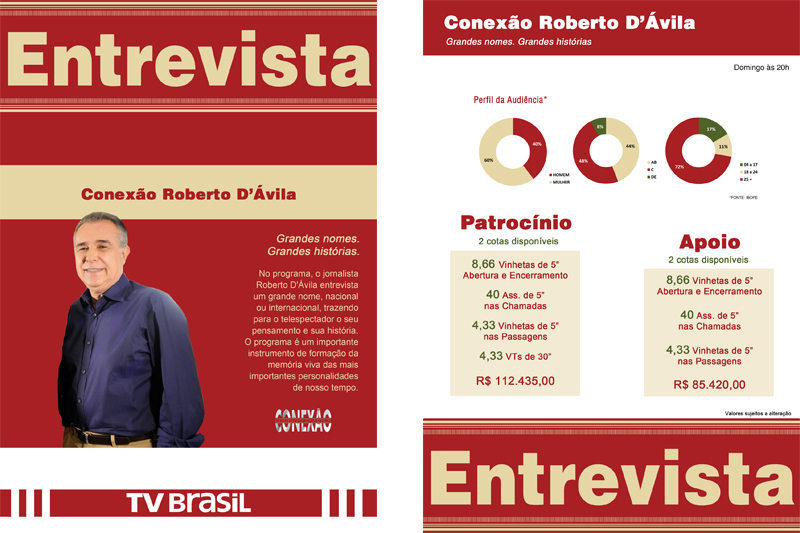 Entrevista
Conexão Roberto D'Ávila
Grandes nomes.
Grandes histórias.
No programa, o jornalista
Roberto D'Ávila entrevista
um grande nome, nacional
ou internacional, trazendo
para o telespectador o seu
pensamento e sua história.
O programa é um importante
instrumento de formação da
memória viva das mais
importantes personalidades
de nosso tempo.
CONEXÃO
TV BRASIL
Conexão Roberto D'Ávila
Grandes nomes. Grandes histórias
Domingo às 20h
Perfil da Audiência*
40%
60%
HOMEM
MULHER
8%
44%
48%
AB
C
DE
17%
11%
72%
04 a 17
18 a 24
25 +
*FONTE: IBOPE
Patrocínio
2 cotas disponíveis
8,66 Vinhetas de 5"
Abertura e Encerramento
40 Ass. de 5"
nas Chamadas
4,33 Vinhetas de 5"
nas Passagens
4,33 VTs de 30"
R$ 112.435,00
Apoio
2 cotas disponíveis
8,66 Vinhetas de 5"
Abertura e Encerramento
40 Ass. de 5"
nas Chamadas
4,33 Vinhetas de 5"
nas Passagens
R$ 85.420,00
Valores sujeitos a alteração
Entrevista